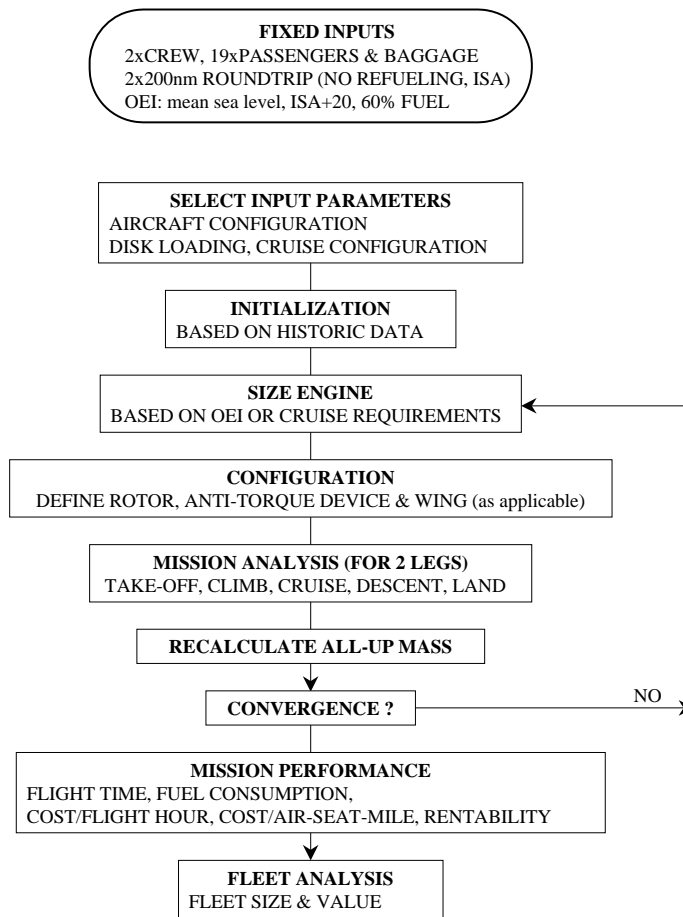 FIXED INPUTS
2xCREW, 19xPASSENGERS & BAGGAGE
2x200nm ROUNDTRIP (NO REFUELING, ISA)
OEI: mean sea level, ISA+20, 60% FUEL
SELECT INPUT PARAMETERS
AIRCRAFT CONFIGURATION
DISK LOADING, CRUISE CONFIGURATION
INITIALIZATION
BASED ON HISTORIC DATA
SIZE ENGINE
BASED ON OEI OR CRUISE REQUIREMENTS
CONFIGURATION
DEFINE ROTOR, ANTI-TORQUE DEVICE & WING (as applicable)
MISSION ANALYSIS (FOR 2 LEGS)
TAKE-OFF, CLIMB, CRUISE, DESCENT, LAND
RECALCULATE ALL-UP MASS
CONVERGENCE ?
NO
MISSION PERFORMANCE
FLIGHT TIME, FUEL CONSUMPTION,
COST/FLIGHT HOUR, COST/AIR-SEAT-MILE, RENTABILITY
FLEET ANALYSIS
FLEET SIZE & VALUE